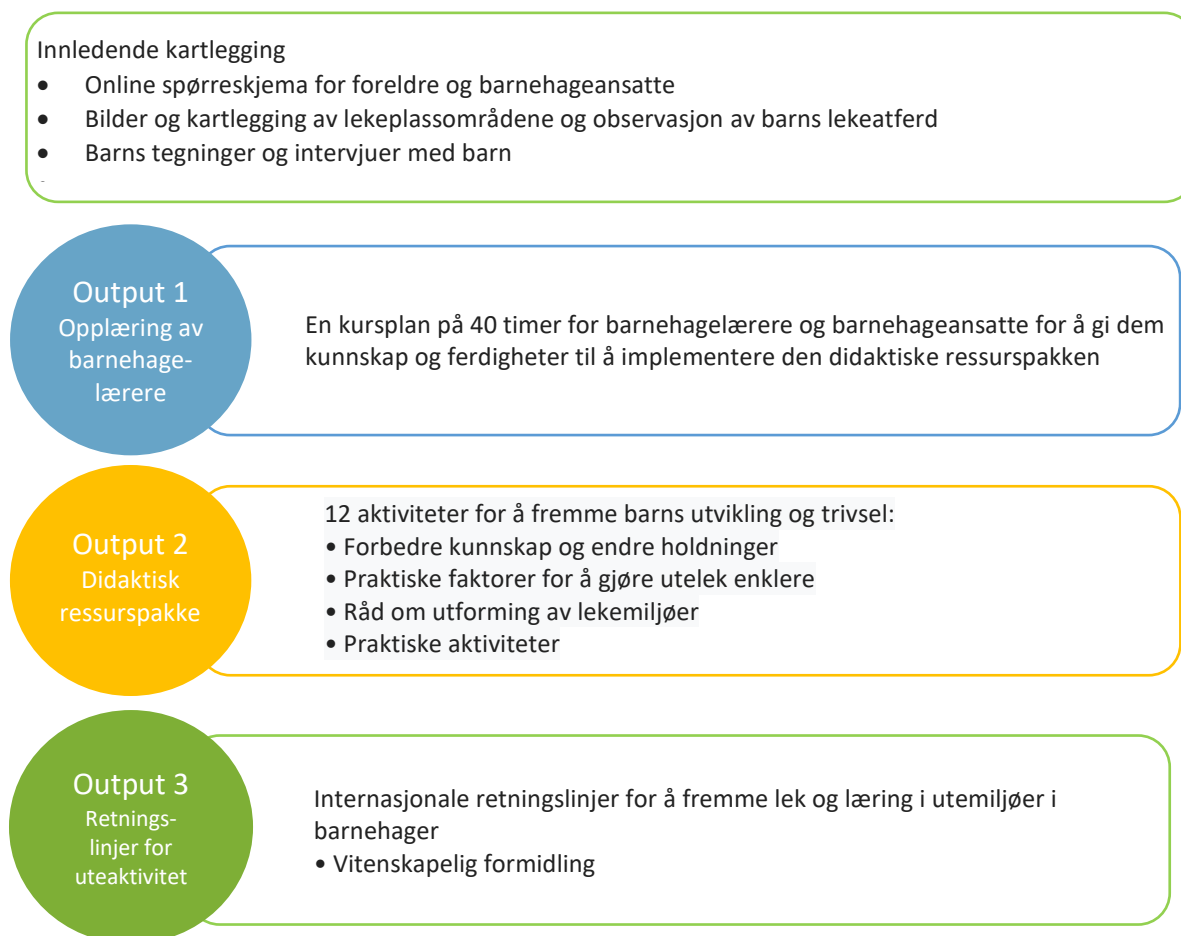 Innledende kartlegging
• Online spørreskjema for foreldre og barnehageansatte
• Bilder og kartlegging av lekeplassområdene og observasjon av barns lekeatferd
• Barns tegninger og intervjuer med barn
Output 1
Opplæring av
barnehage-
lærere
En kursplan på 40 timer for barnehagelærere og barnehageansatte for å gi dem
kunnskap og ferdigheter til å implementere den didaktiske ressurspakken
Output 2
Didaktisk
ressurspakke
12 aktiviteter for å fremme barns utvikling og trivsel:
• Forbedre kunnskap og endre holdninger
• Praktiske faktorer for å gjøre utelek enklere
• Råd om utforming av lekemiljøer
• Praktiske aktiviteter
Output 3
Retnings-
linjer for
uteaktivitet
Internasjonale retningslinjer for å fremme lek og læring i utemiljøer i
barnehager
• Vitenskapelig formidling